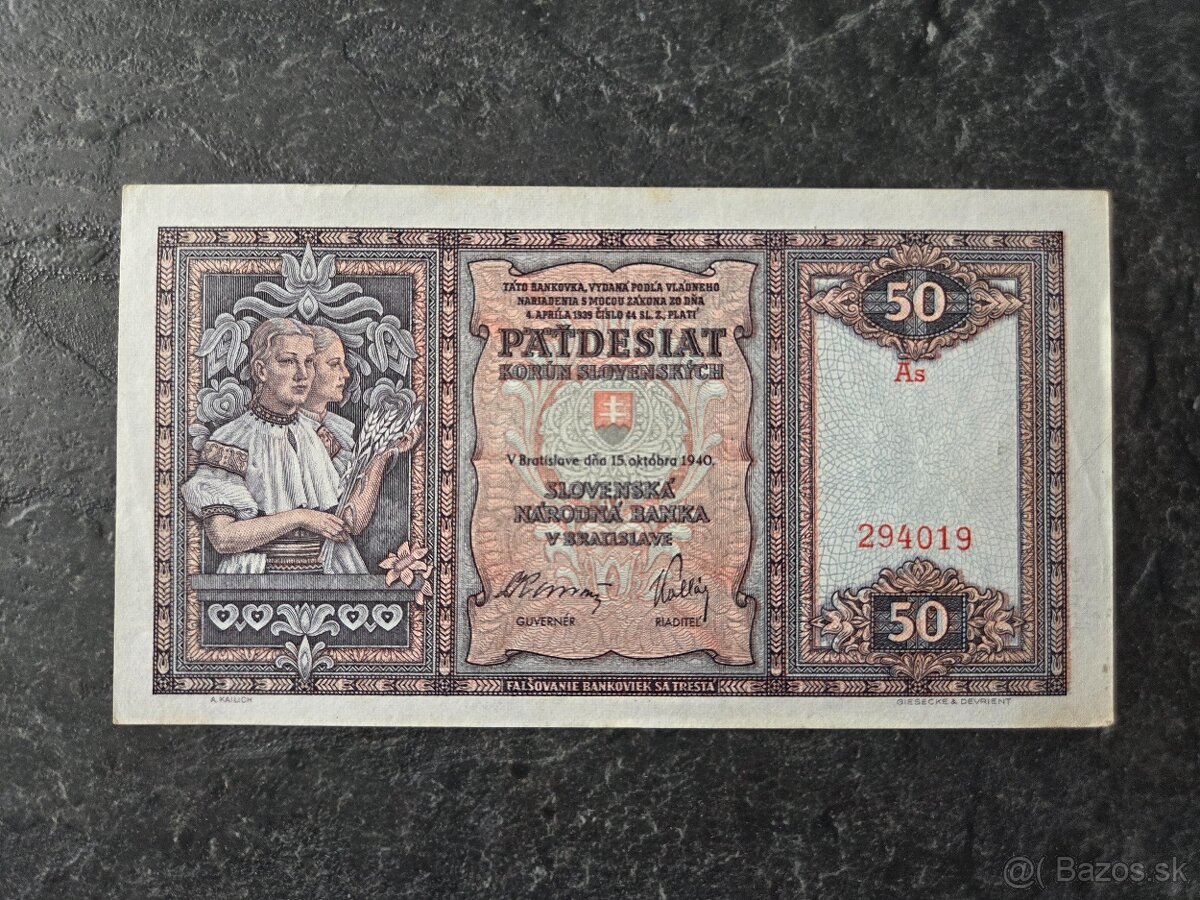 TÁTO BANKOVKA, VYDANÁ PODĽA VLÁDNEHO
NARIADENIA S MOCOU ZÁKONA ZO DŇA
4. APRÍLA 1939 ČÍSLO 44 SL. Z., PLATÍ
PÄŤDESIAT
KORÚN SLOVENSKÝCH
V Bratislave dňa 15. októbra 1940.
SLOVENSKÁ
NÁRODNÁ BANKA
V BRATISLAVE
GUVERNÉR
RIADITEĽ
FALŠOVANIE BANKOVIEK SA TRESTÁ
A. KAILICH
50
As
294019
50
GIESECKE & DEVRIENT
@( Bazos.sk